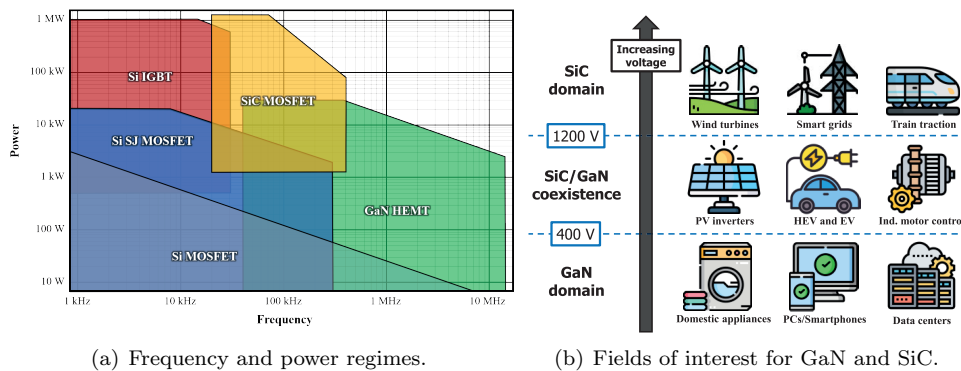 1 MW
100 kW
10 kW
1 kW
100 W
10 W
Power
Si IGBT
SiC MOSFET
Si SJ MOSFET
GaN HEMT
Si MOSFET
1 kHz
10 kHz
100 kHz
1 MHz
10 MHz
Frequency
(a) Frequency and power regimes.
SiC
domain
1200 V
SiC/GaN
coexistence
400 V
GaN
domain
Increasing
voltage
Wind turbines
Smart grids
Train traction
PV inverters
HEV and EV
Ind. motor contro
Domestic appliances
PCs/Smartphones
Data centers
(b) Fields of interest for GaN and SiC.